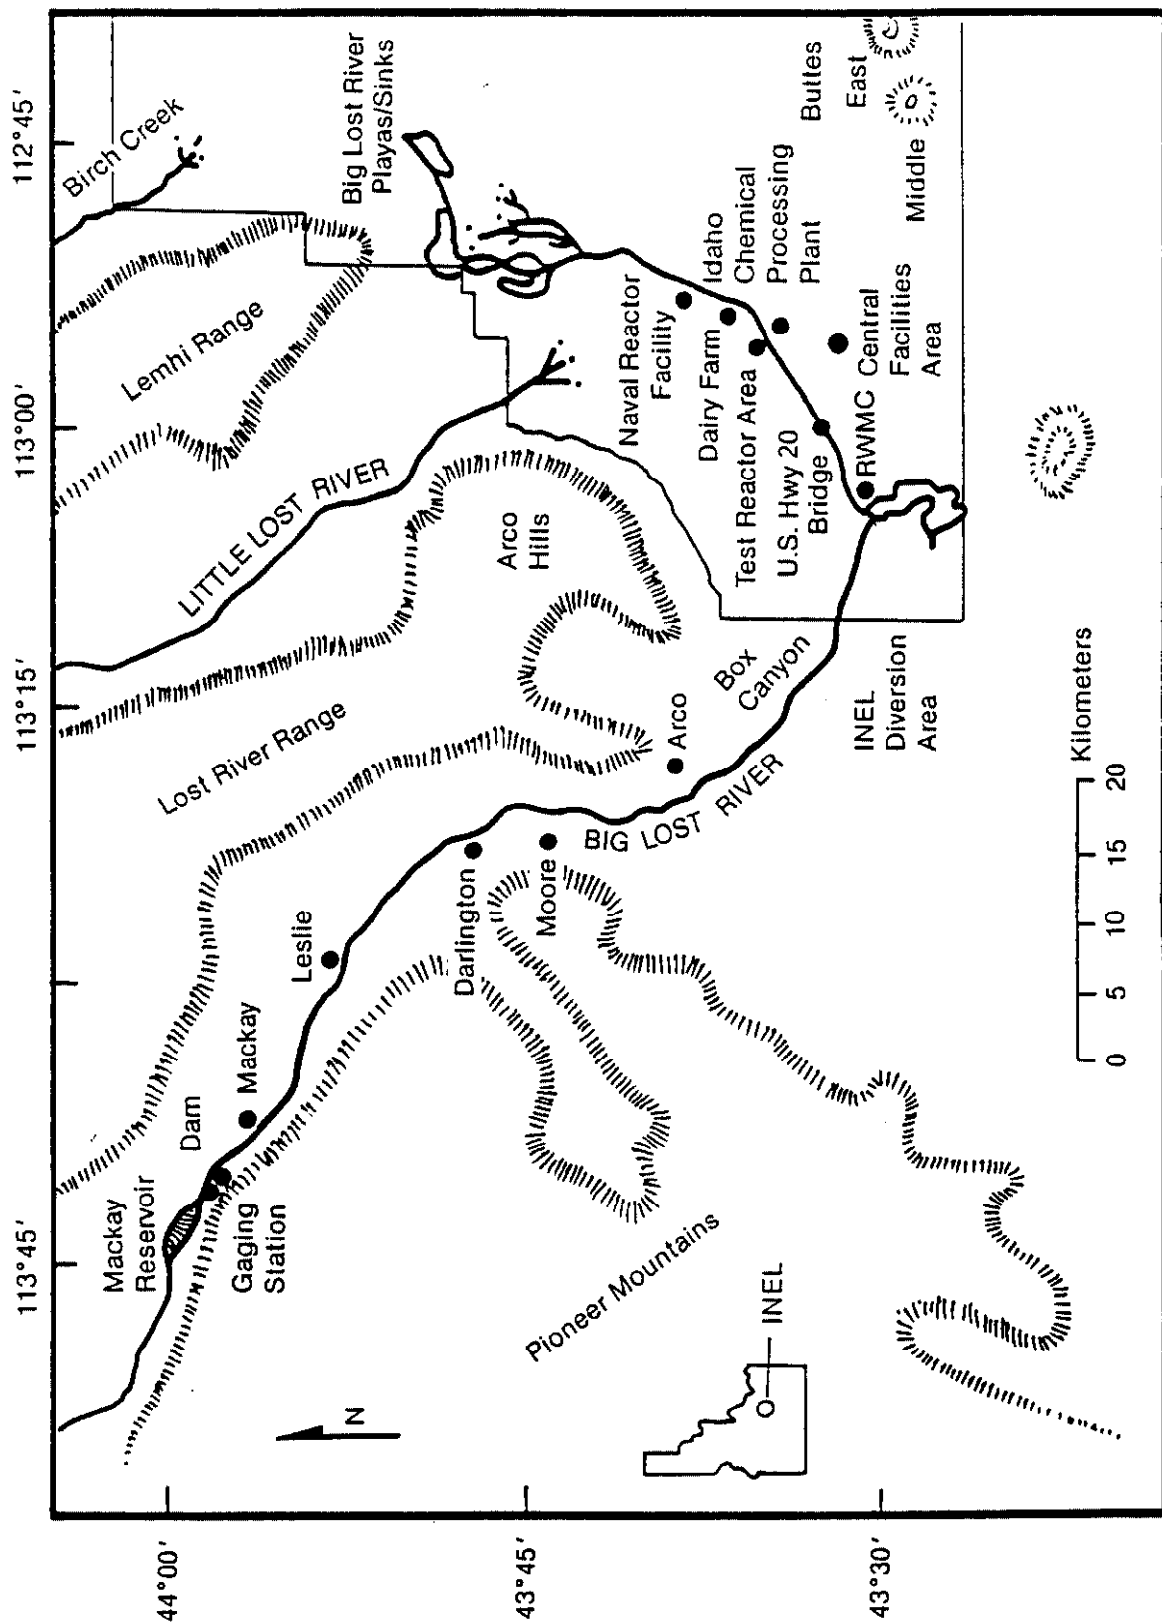 112°45'
113°00'
113°15'
113°45'
Birch Creek
Lemhi Range
Big Lost River
Playas/Sinks
LITTLE LOST RIVER
Arco
Hills
Lost River Range
Naval Reactor
Facility
Dairy Farm
Test Reactor Area
U.S. Hwy 20
Bridge
Idaho
Chemical
Processing
Plant
RWMC
Central
Facilities
Area
Buttes
East
Middle
Box
Canyon
INEL
Diversion
Area
Arco
BIG LOST RIVER
Moore
Darlington
Leslie
Mackay
Dam
Mackay
Reservoir
Gaging
Station
Pioneer Mountains
N
INEL
Kilometers
0 5 10 15 20
44°00'
43°45'
43°30'